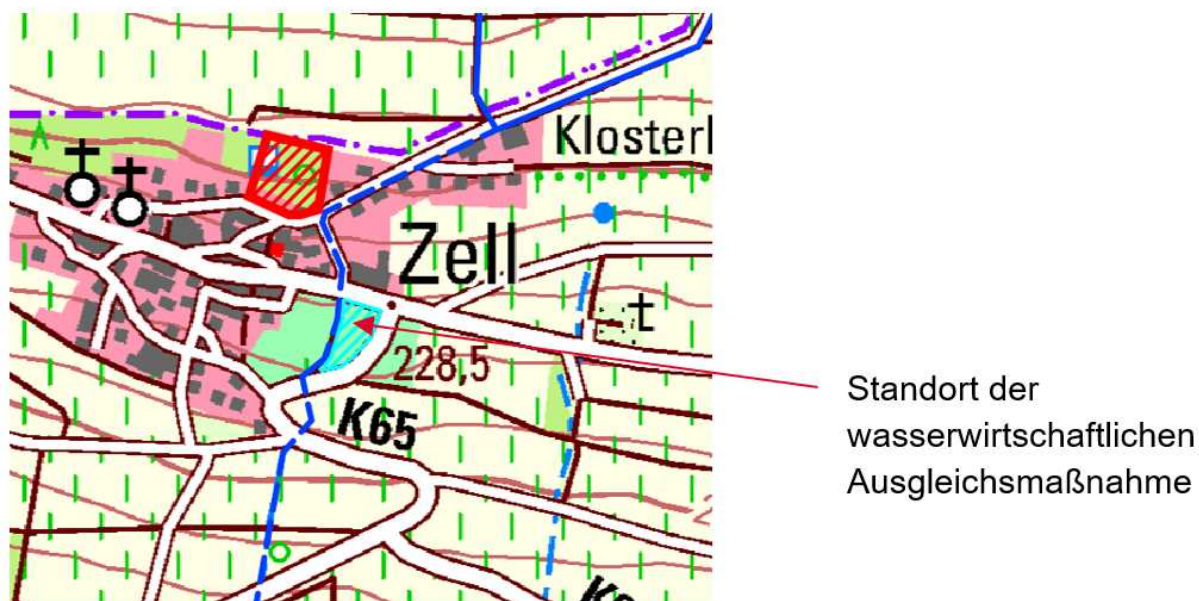 Klosterl
Zell
228,5
K65
Standort der
wasserwirtschaftlichen
Ausgleichsmaßnahme